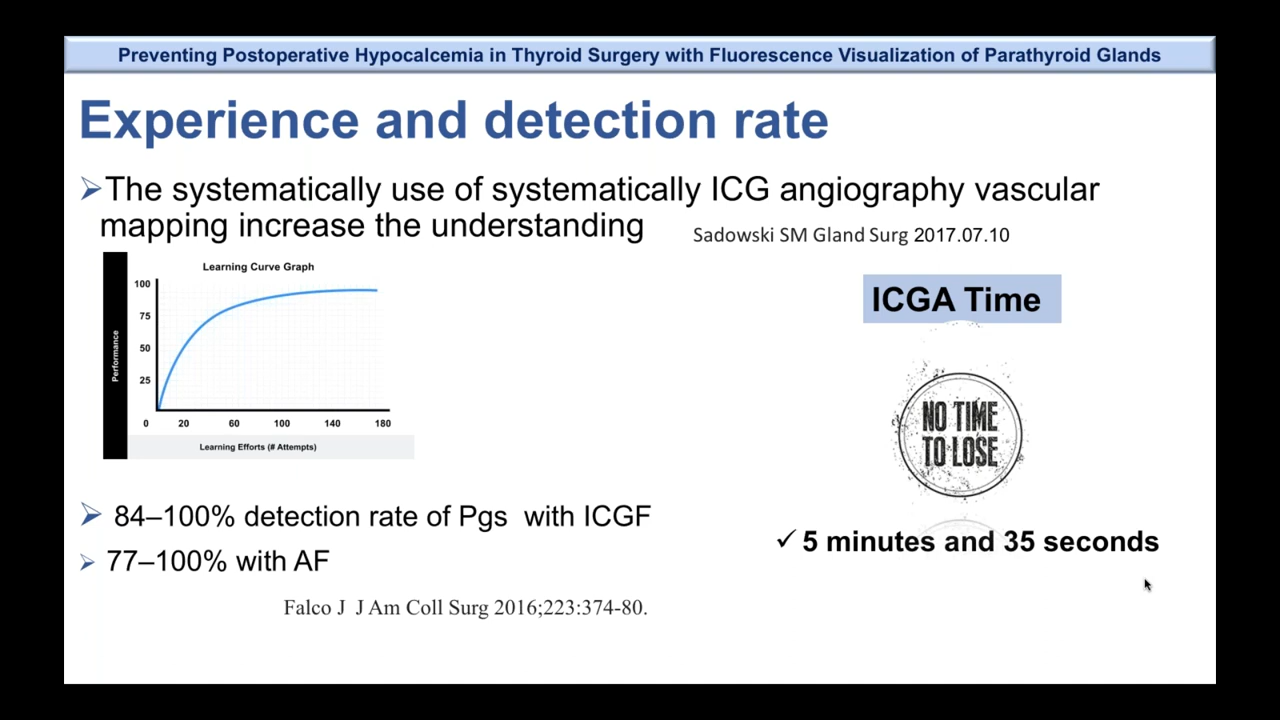 Preventing Postoperative Hypocalcemia in Thyroid Surgery with Fluorescence Visualization of Parathyroid Glands
Experience and detection rate
➢The systematically use of systematically ICG angiography vascular
mapping increase the understanding
Sadowski SM Gland Surg 2017.07.10
Learning Curve Graph
100
75
50
25
Performance
0 20 60 100 140 180
Learning Efforts (# Attempts)
ICGA Time
NO TIME
TO LOSE
✓ 5 minutes and 35 seconds
➢ 84–100% detection rate of Pgs with ICGF
➢ 77–100% with AF
Falco J J Am Coll Surg 2016;223:374-80.